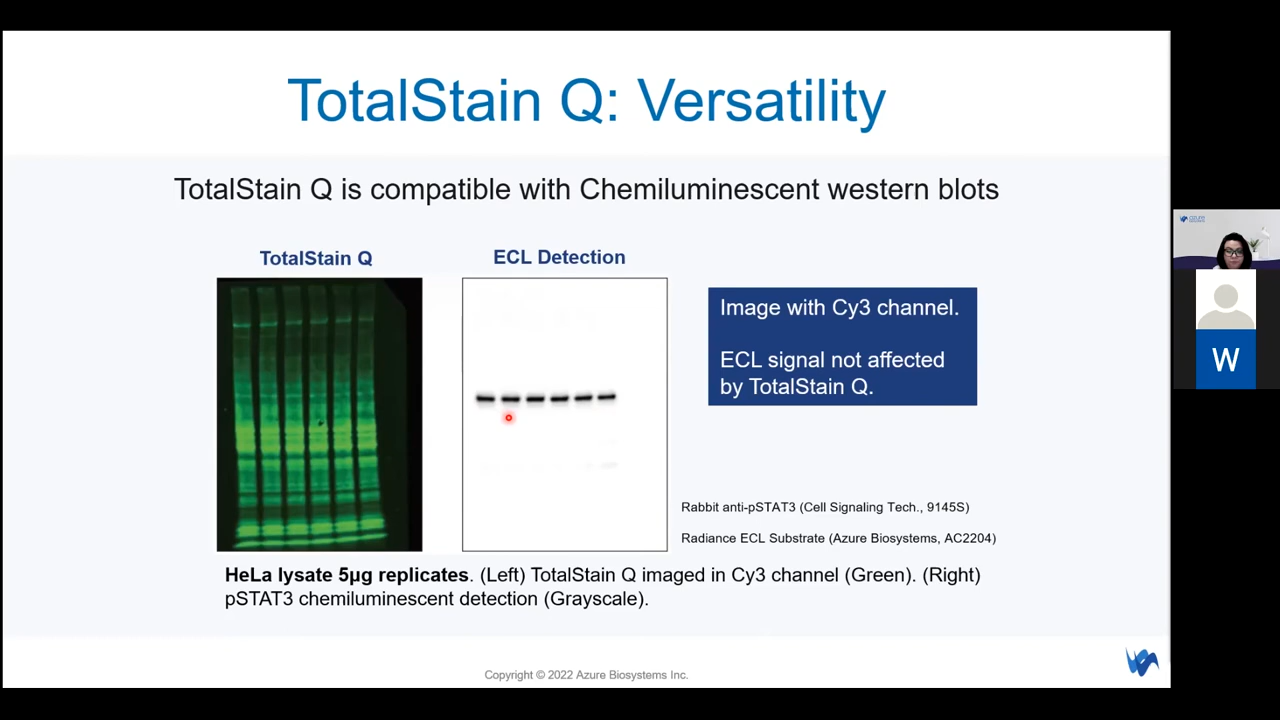 TotalStain Q: Versatility
TotalStain Q is compatible with Chemiluminescent western blots
TotalStain Q
ECL Detection
Image with Cy3 channel.
ECL signal not affected
by TotalStain Q.
Rabbit anti-pSTAT3 (Cell Signaling Tech., 9145S)
Radiance ECL Substrate (Azure Biosystems, AC2204)
HeLa lysate 5µg replicates. (Left) TotalStain Q imaged in Cy3 channel (Green). (Right)
pSTAT3 chemiluminescent detection (Grayscale).
Copyright © 2022 Azure Biosystems Inc.
W